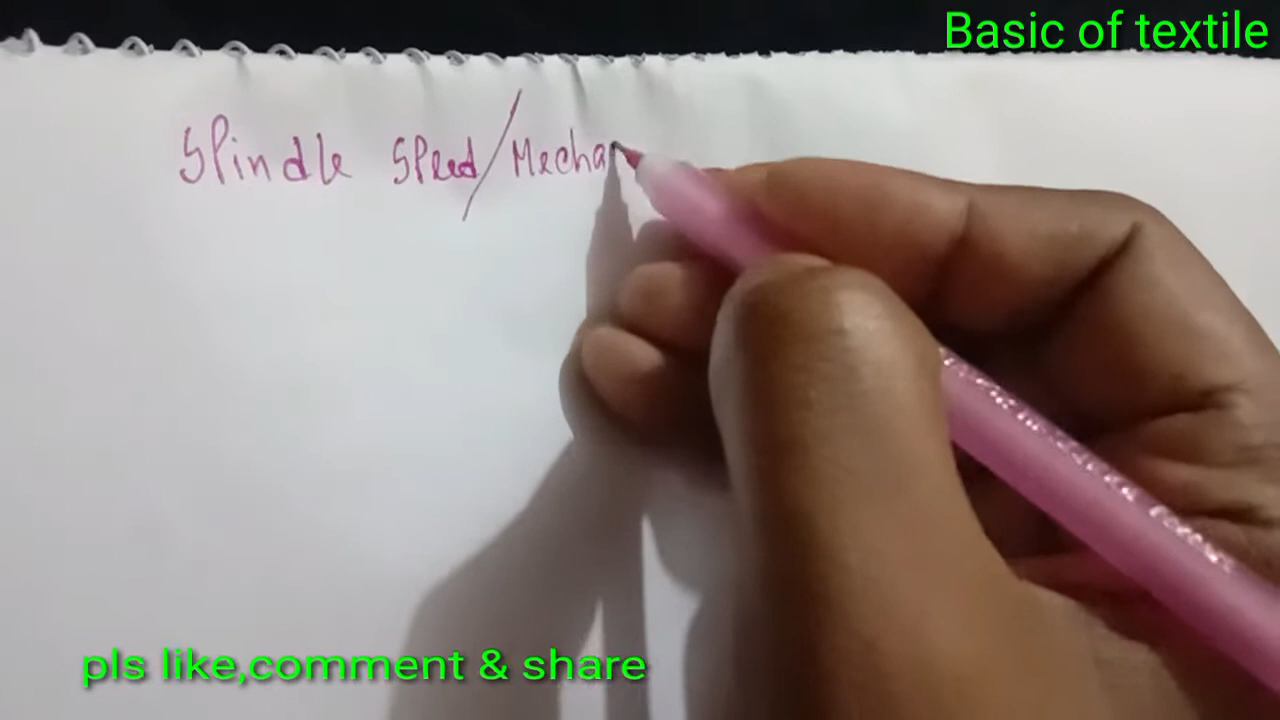 Basic of textile
Spindle Speed/Mecha
pls like,comment & share